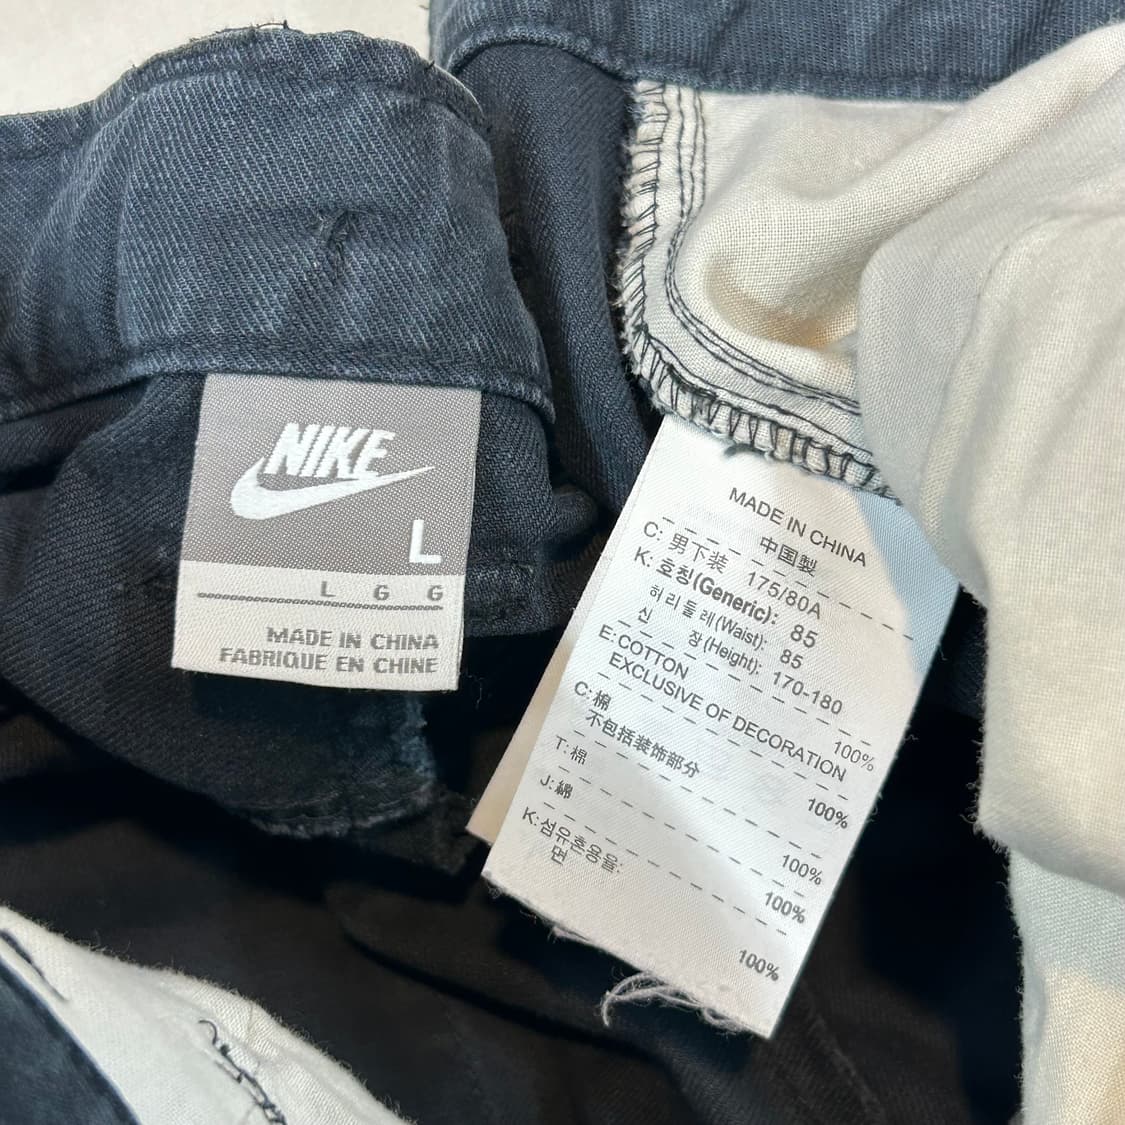 NIKE
L
L G G
MADE IN CHINA
FABRIQUE EN CHINE
MADE IN CHINA
中国製
C: 男下装 175/80A
K: 호칭(Generic): 85
허리둘레(Waist): 85
신 장(Height): 170-180
E: COTTON 100%
EXCLUSIVE OF DECORATION
C: 棉 100%
不包括装饰部分
T: 棉 100%
J: 綿 100%
K: 섬유혼용율:
면 100%